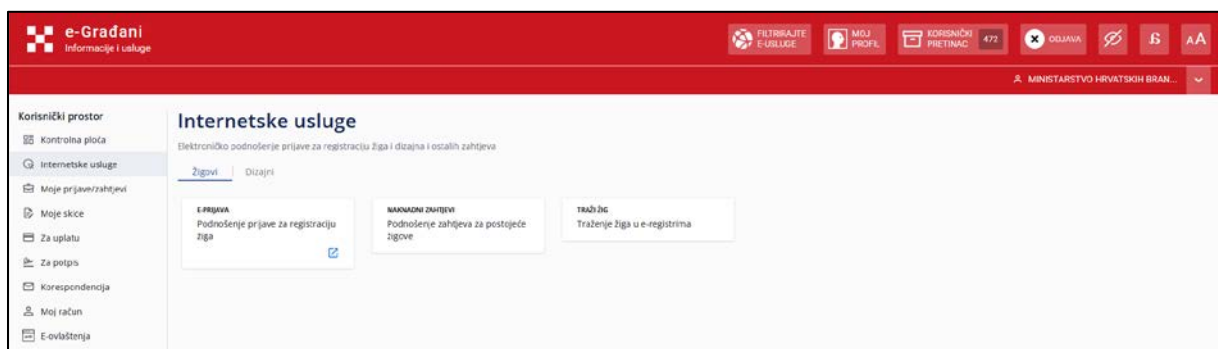 e-Građani
Informacije i usluge
FILTRIRAJTE
E-USLUGE
MOJ
PROFIL
KORISNIČKI
PRETINAC
472
ODJAVA
AA
MINISTARSTVO HRVATSKIH BRAN...
Korisnički prostor
Kontrolna ploča
Internetske usluge
Moje prijave/zahtjevi
Moje skice
Za uplatu
Za potpis
Korespondencija
Moj račun
E-ovlaštenja
Internetske usluge
Elektroničko podnošenje prijave za registraciju žiga i dizajna i ostalih zahtjeva
Žigovi
Dizajni
E-PRIJAVA
Podnošenje prijave za registraciju
žiga
NAKNADNI ZAHTJEVI
Podnošenje zahtjeva za postojeće
žigove
TRAŽI ŽIG
Traženje žiga u e-registrima